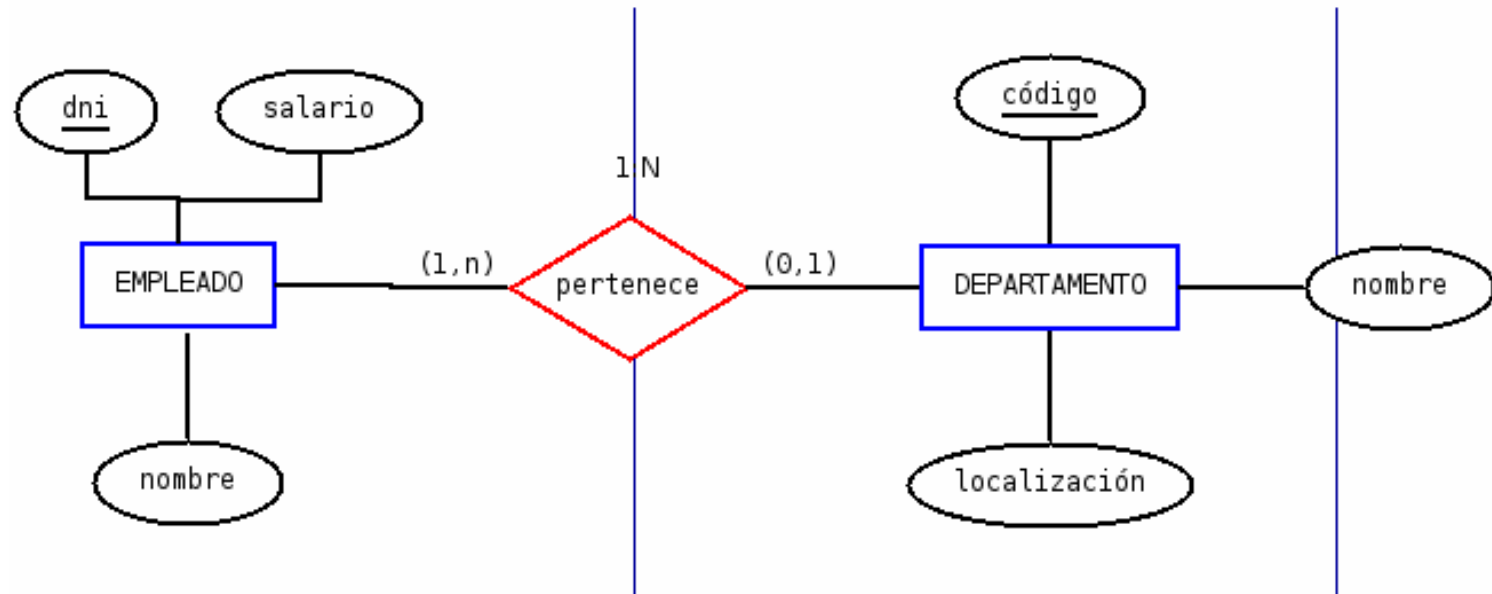 dni
salario
código
1:N
EMPLEADO
(1,n)
pertenece
(0,1)
DEPARTAMENTO
nombre
nombre
localización